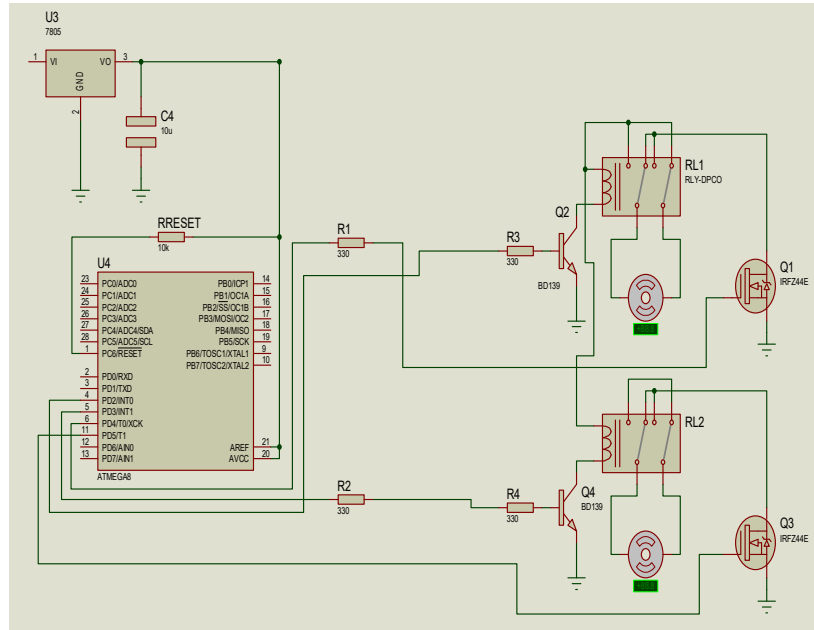 U3
7805
1
VI
VO
3
GND
2
C4
10u
RRESET
10k
U4
23
PC0/ADC0
24
PC1/ADC1
25
PC2/ADC2
26
PC3/ADC3
27
PC4/ADC4/SDA
28
PC5/ADC5/SCL
1
PC6/RESET
2
PD0/RXD
3
PD1/TXD
4
PD2/INT0
5
PD3/INT1
6
PD4/T0/XCK
11
PD5/T1
12
PD6/AIN0
13
PD7/AIN1
PB0/ICP1
14
PB1/OC1A
15
PB2/SS/OC1B
16
PB3/MOSI/OC2
17
PB4/MISO
18
PB5/SCK
19
PB6/TOSC1/XTAL1
9
PB7/TOSC2/XTAL2
10
AREF
21
AVCC
20
ATMEGA8
R1
330
R2
330
R3
330
R4
330
Q2
BD139
Q4
BD139
RL1
RLY-DPCO
RL2
Q1
IRFZ44E
Q3
IRFZ44E